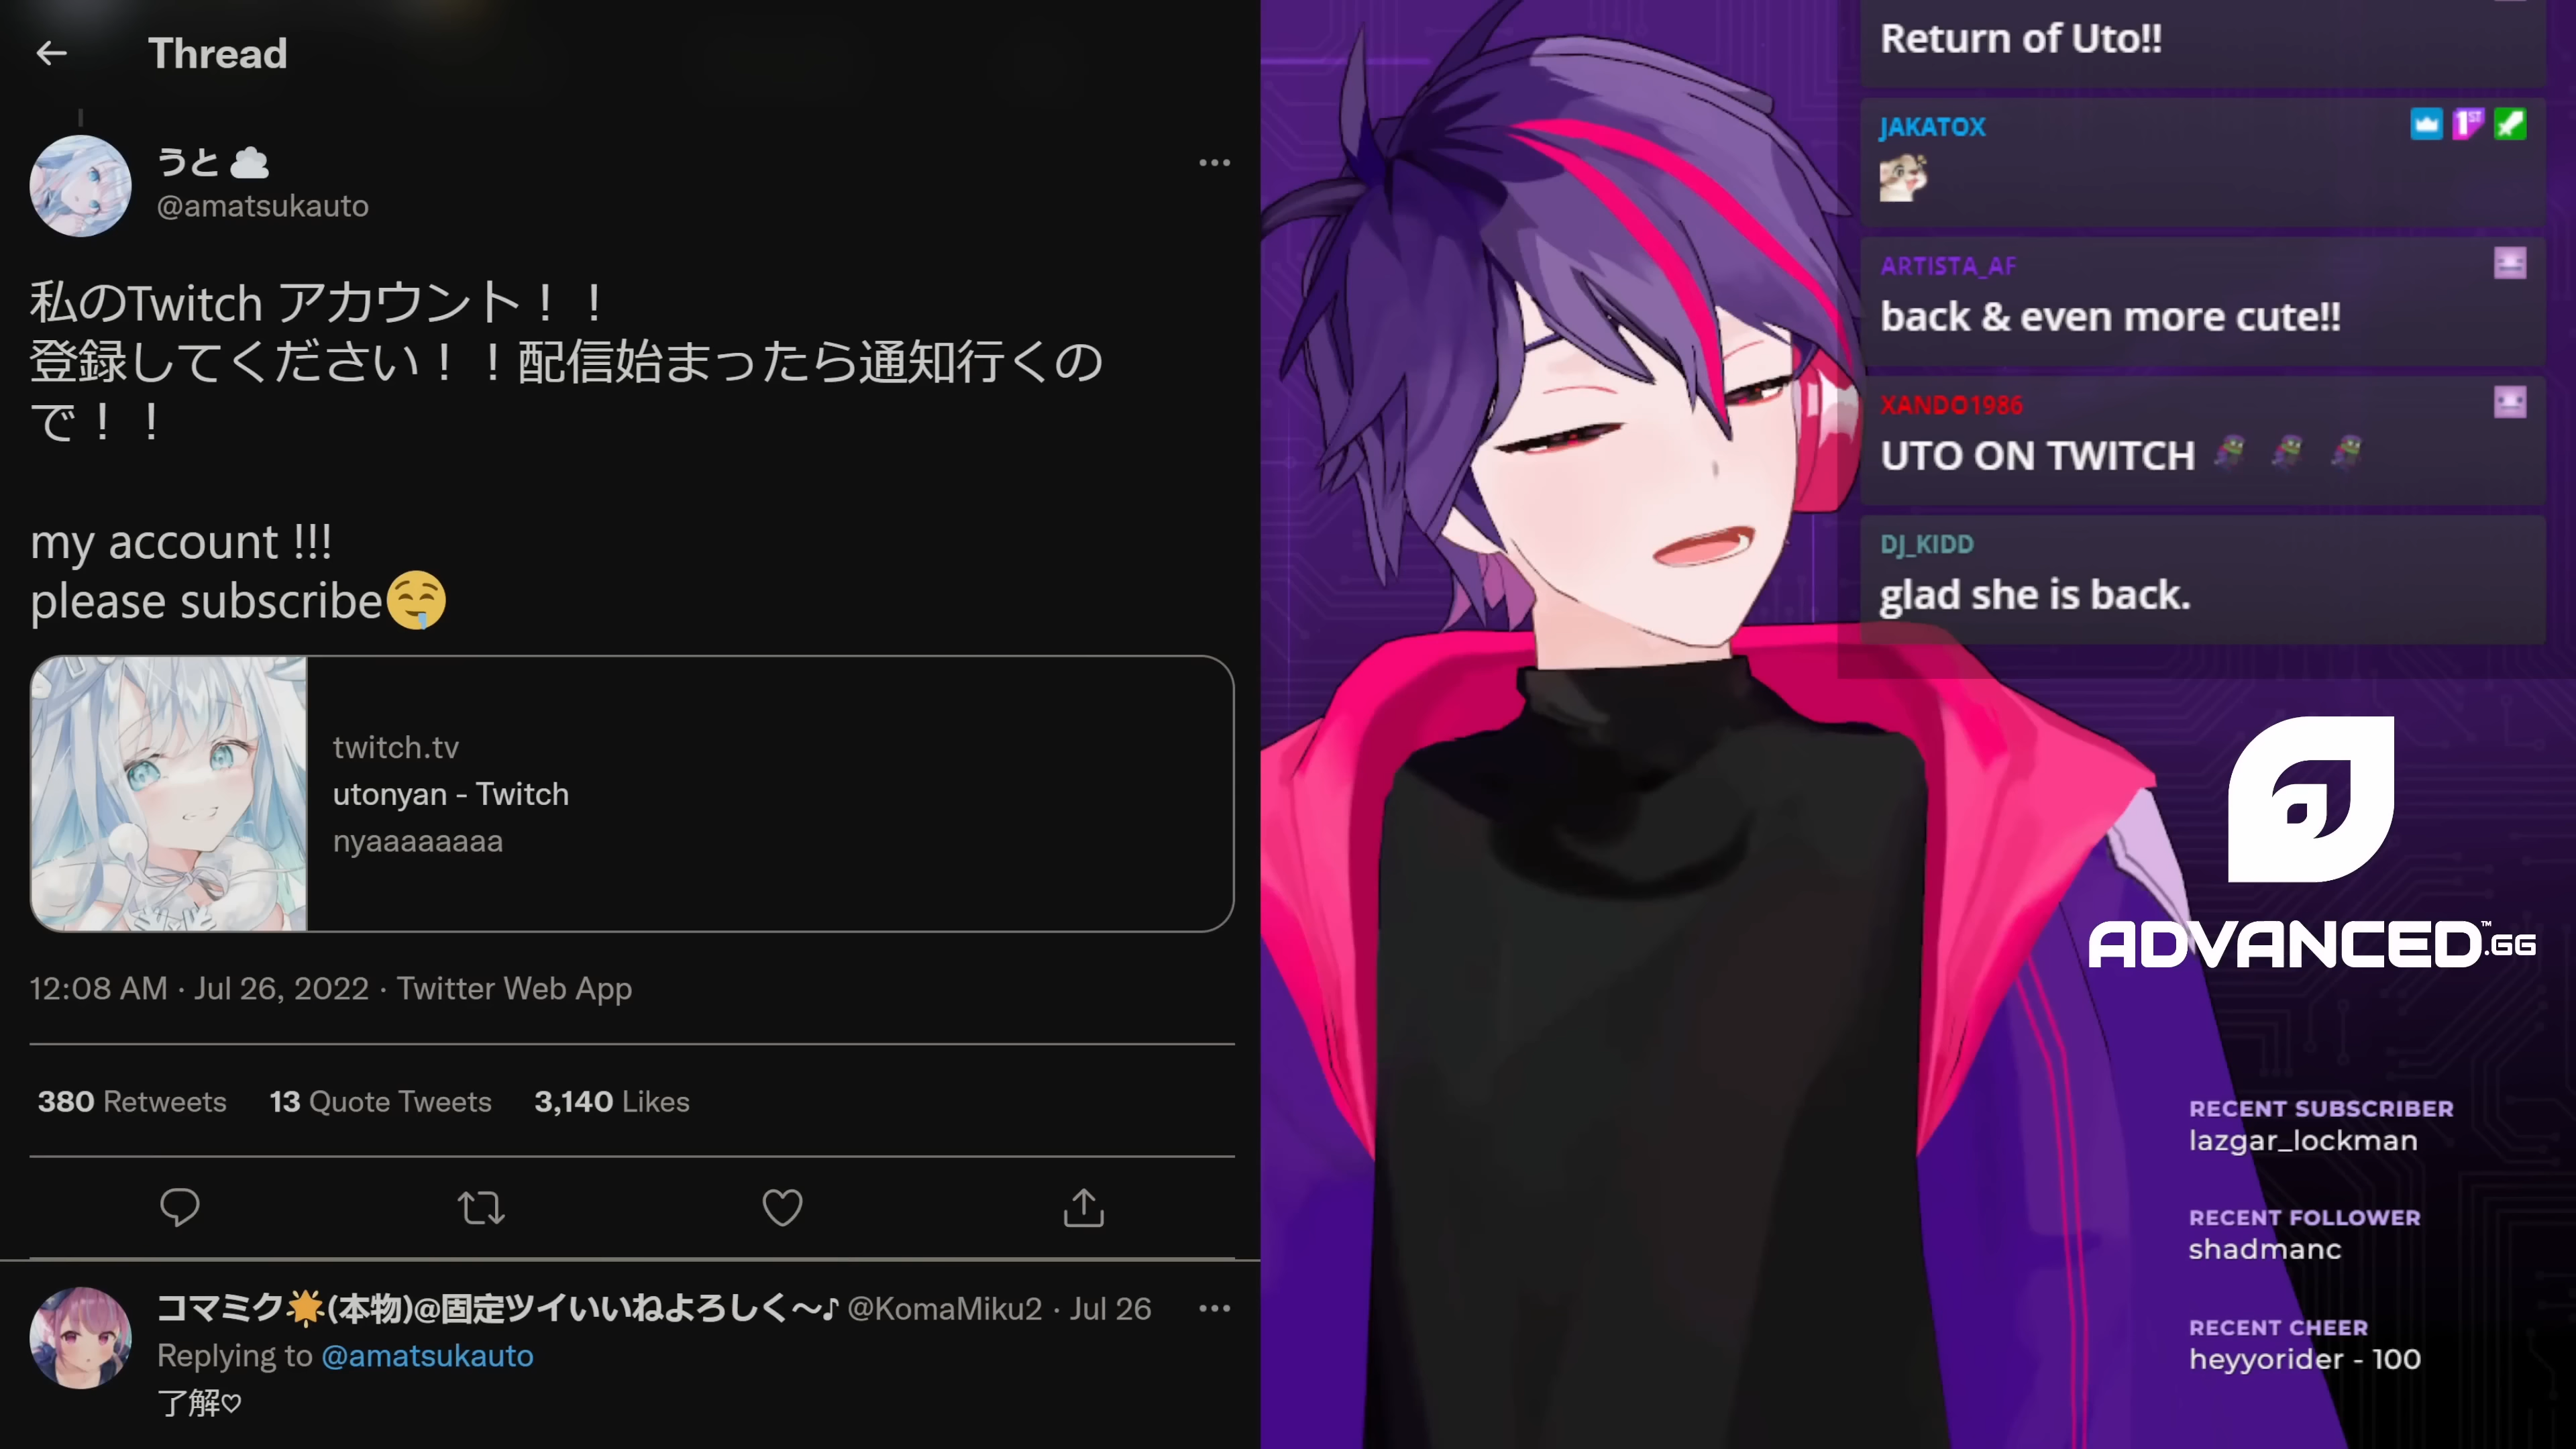 Thread
うと
@amatsukauto
私のTwitch アカウント！！
登録してください！！配信始まったら通知行くの
で！！
my account !!!
please subscribe
twitch.tv
utonyan - Twitch
nyaaaaaaaa
12:08 AM · Jul 26, 2022 · Twitter Web App
380 Retweets 13 Quote Tweets 3,140 Likes
コマミク🌟(本物)@固定ツイいいねよろしく〜♪ @KomaMiku2 · Jul 26
Replying to @amatsukauto
了解♡
Return of Uto!!
JAKATOX
1ST
ARTISTA_AF
back & even more cute!!
XANDO1986
UTO ON TWITCH
DJ_KIDD
glad she is back.
ADVANCED.GG™
RECENT SUBSCRIBER
lazgar_lockman
RECENT FOLLOWER
shadmanc
RECENT CHEER
heyyorider - 100